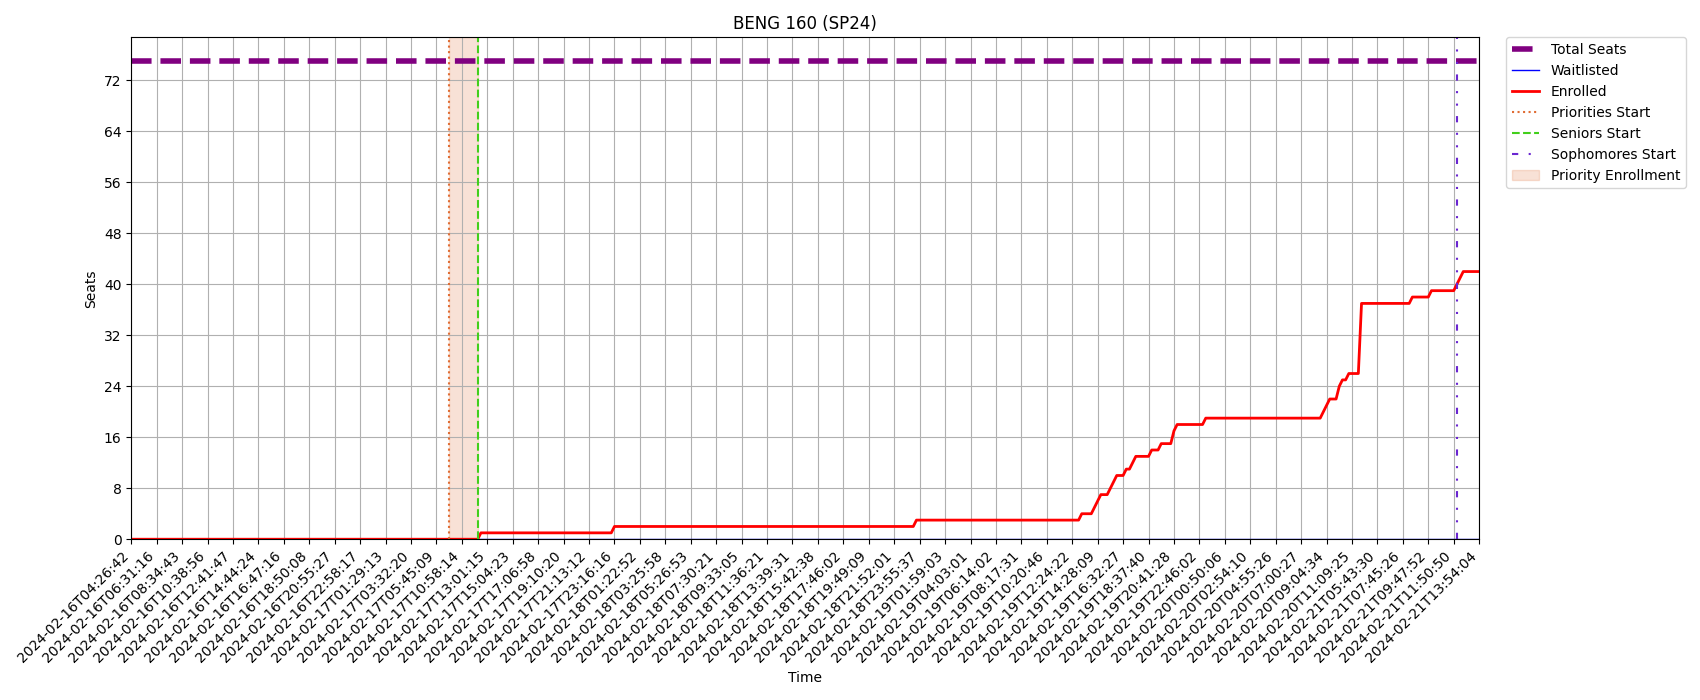 BENG 160 (SP24)
Total Seats
Waitlisted
Enrolled
Priorities Start
Seniors Start
Sophomores Start
Priority Enrollment
72
64
56
48
40
32
24
16
8
0
Seats
2024-02-16T04:26:42
2024-02-16T06:31:16
2024-02-16T08:34:43
2024-02-16T10:38:56
2024-02-16T12:41:47
2024-02-16T14:44:24
2024-02-16T16:47:16
2024-02-16T18:50:08
2024-02-16T20:55:27
2024-02-16T22:58:17
2024-02-17T01:29:13
2024-02-17T03:32:20
2024-02-17T05:45:09
2024-02-17T10:58:14
2024-02-17T13:01:15
2024-02-17T15:04:23
2024-02-17T17:06:58
2024-02-17T19:10:20
2024-02-17T21:13:12
2024-02-17T23:16:16
2024-02-18T01:22:52
2024-02-18T03:25:58
2024-02-18T05:26:53
2024-02-18T07:30:21
2024-02-18T09:33:05
2024-02-18T11:36:21
2024-02-18T13:39:31
2024-02-18T15:42:38
2024-02-18T17:46:02
2024-02-18T19:49:09
2024-02-18T21:52:01
2024-02-18T23:55:37
2024-02-19T01:59:03
2024-02-19T04:03:01
2024-02-19T06:14:02
2024-02-19T08:17:31
2024-02-19T10:20:46
2024-02-19T12:24:22
2024-02-19T14:28:09
2024-02-19T16:32:27
2024-02-19T18:37:40
2024-02-19T20:41:28
2024-02-19T22:46:02
2024-02-20T00:50:06
2024-02-20T02:54:10
2024-02-20T04:55:26
2024-02-20T07:00:27
2024-02-20T09:04:34
2024-02-20T11:09:25
2024-02-21T05:43:30
2024-02-21T07:45:26
2024-02-21T09:47:52
2024-02-21T11:50:50
2024-02-21T13:54:04
Time